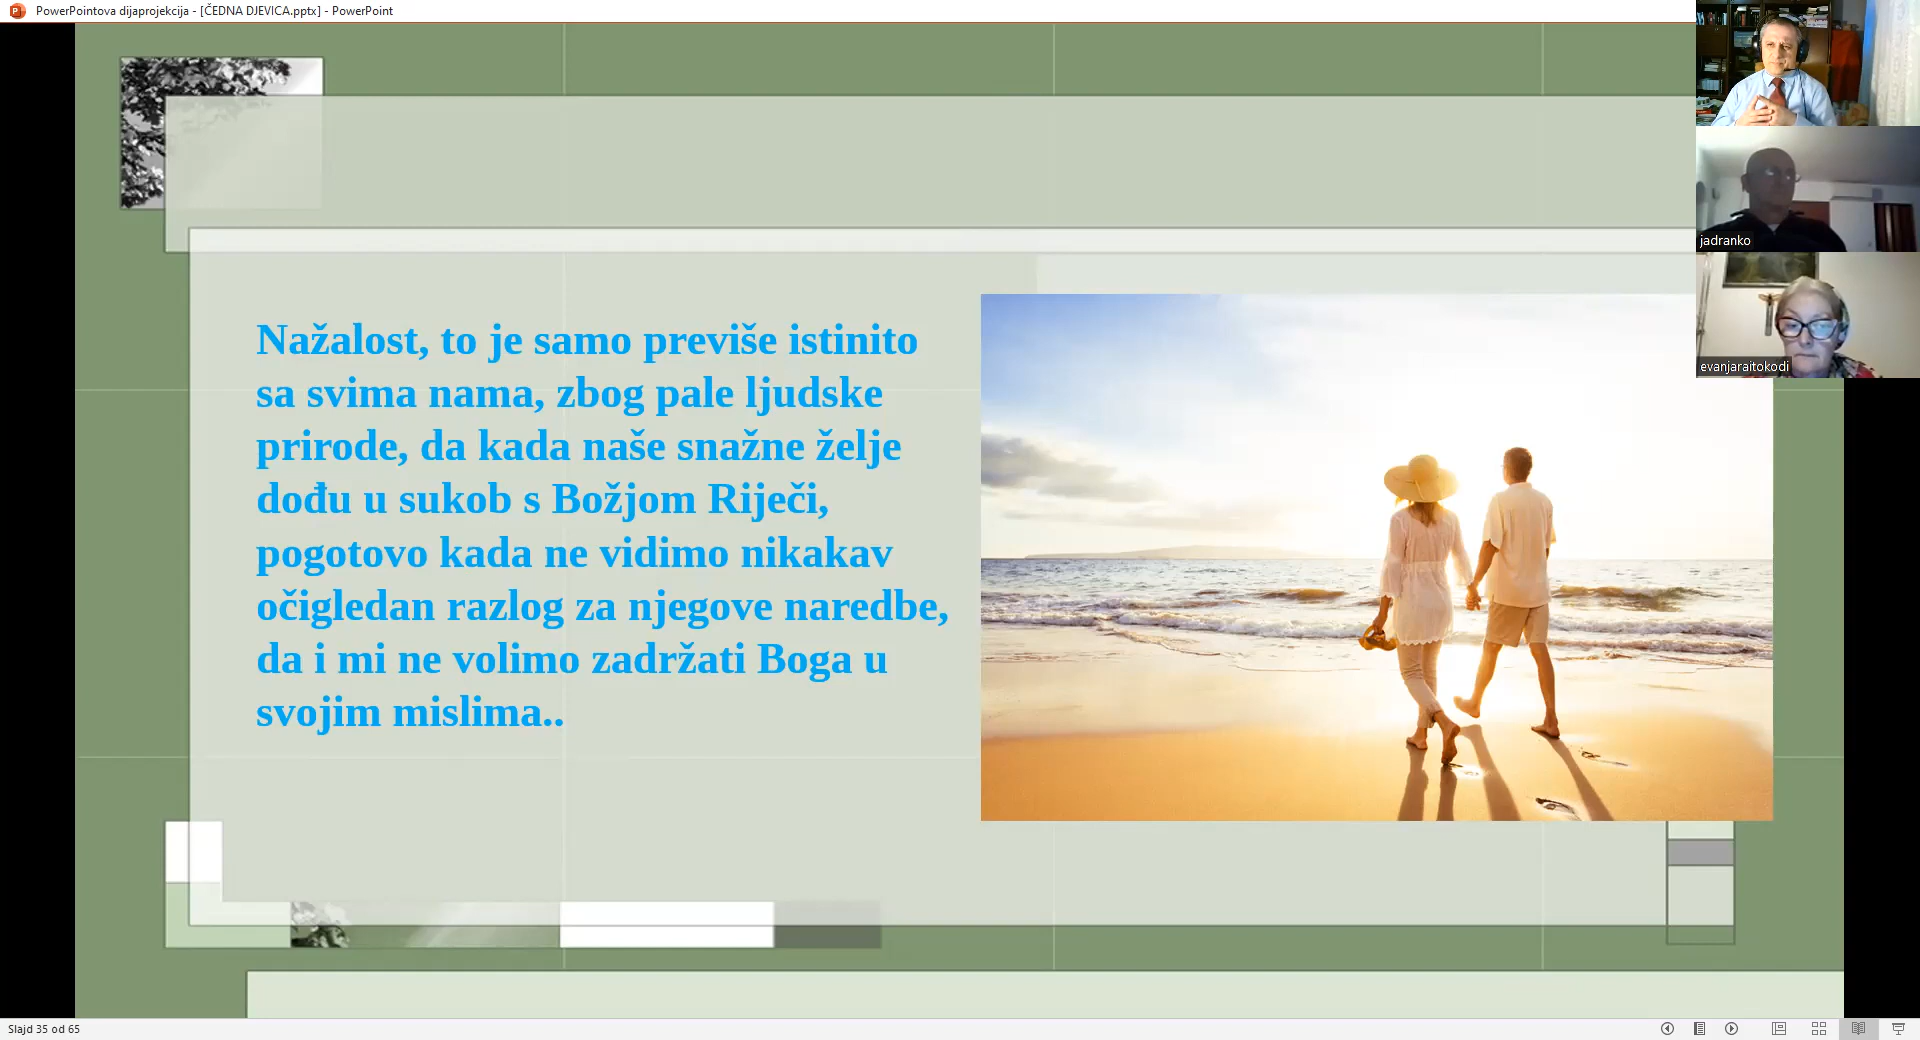 PowerPointova dijaprojekcija - [ČEDNA DJEVICA.pptx] - PowerPoint
jadranko
evanjaraitokodi
Nažalost, to je samo previše istinito
sa svima nama, zbog pale ljudske
prirode, da kada naše snažne želje
dođu u sukob s Božjom Riječi,
pogotovo kada ne vidimo nikakav
očigledan razlog za njegove naredbe,
da i mi ne volimo zadržati Boga u
svojim mislima..
Slajd 35 od 65